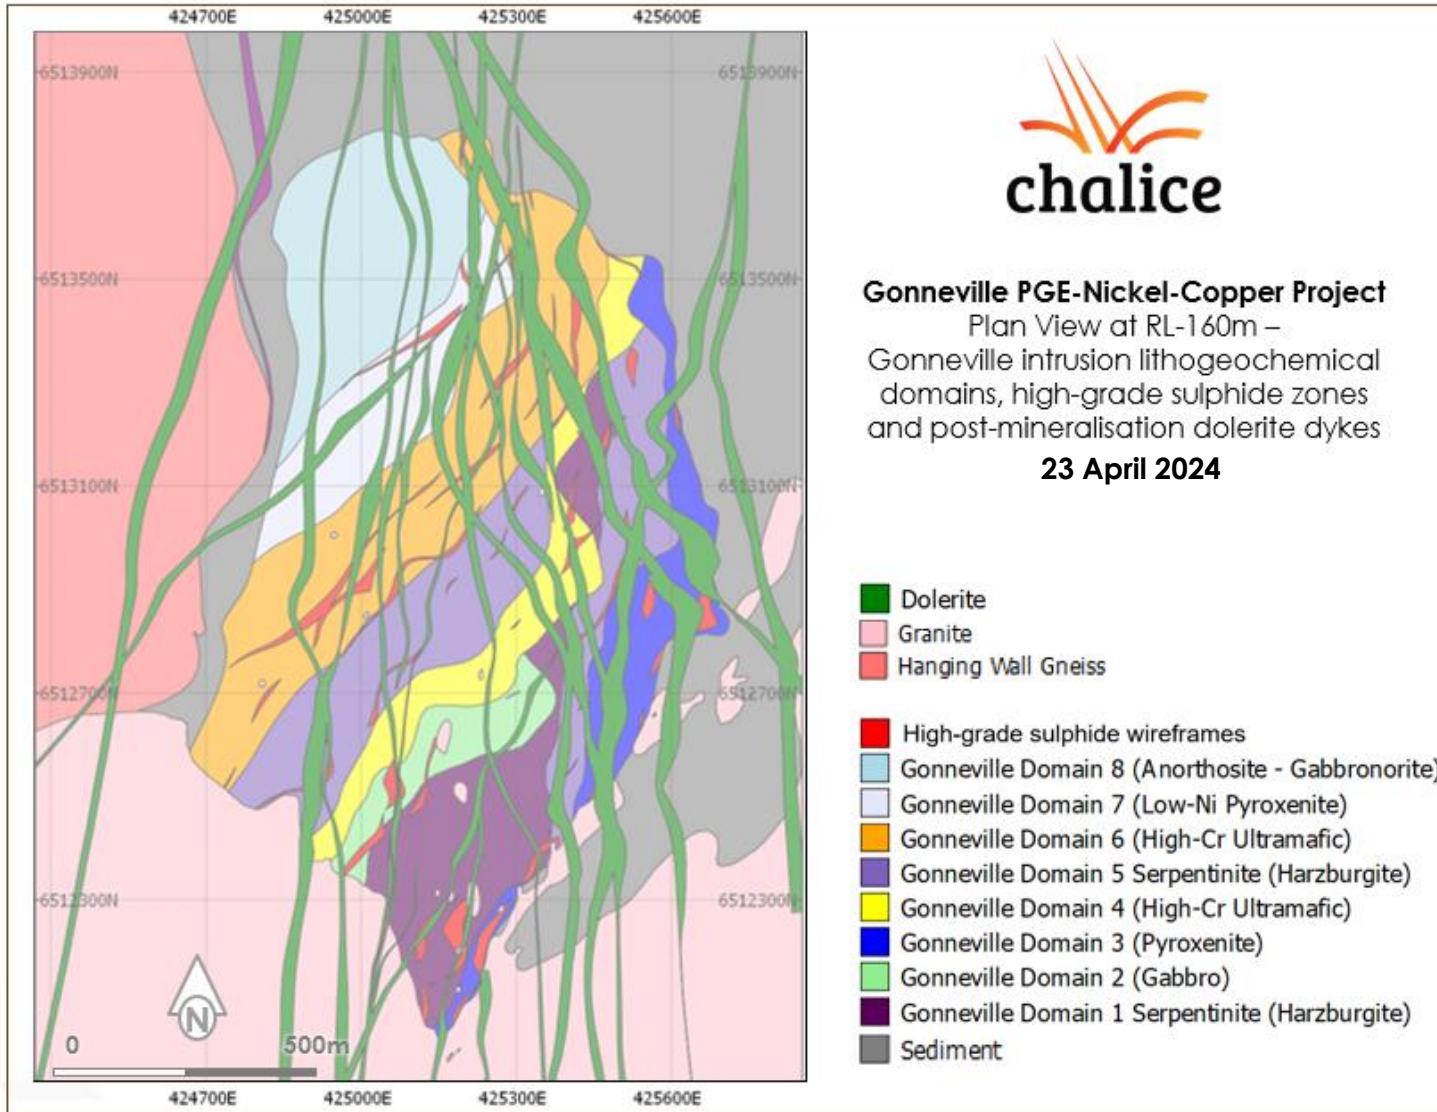 424700E 425000E 425300E 425600E
6513900N 6513900N
6513500N 6513500N
6513100N 6513100N
6512700N 6512700N
6512300N 6512300N
N
0 500m
424700E 425000E 425300E 425600E
chalice
Gonneville PGE-Nickel-Copper Project
Plan View at RL-160m –
Gonneville intrusion lithogeochemical
domains, high-grade sulphide zones
and post-mineralisation dolerite dykes
23 April 2024
Dolerite
Granite
Hanging Wall Gneiss
High-grade sulphide wireframes
Gonneville Domain 8 (Anorthosite - Gabbronorite)
Gonneville Domain 7 (Low-Ni Pyroxenite)
Gonneville Domain 6 (High-Cr Ultramafic)
Gonneville Domain 5 Serpentinite (Harzburgite)
Gonneville Domain 4 (High-Cr Ultramafic)
Gonneville Domain 3 (Pyroxenite)
Gonneville Domain 2 (Gabbro)
Gonneville Domain 1 Serpentinite (Harzburgite)
Sediment